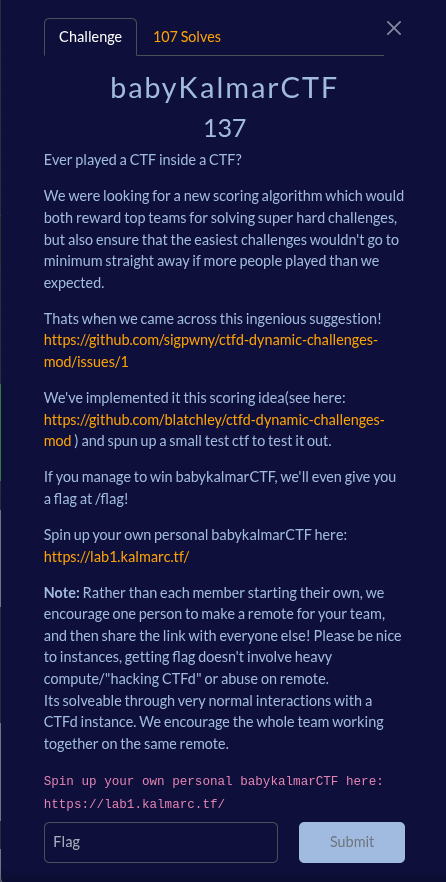 Challenge
107 Solves
babyKalmarCTF
137
Ever played a CTF inside a CTF?
We were looking for a new scoring algorithm which would
both reward top teams for solving super hard challenges,
but also ensure that the easiest challenges wouldn't go to
minimum straight away if more people played than we
expected.
Thats when we came across this ingenious suggestion!
https://github.com/sigpwny/ctfd-dynamic-challenges-
mod/issues/1
We've implemented it this scoring idea(see here:
https://github.com/blatchley/ctfd-dynamic-challenges-
mod ) and spun up a small test ctf to test it out.
If you manage to win babykalmarCTF, we'll even give you
a flag at /flag!
Spin up your own personal babykalmarCTF here:
https://lab1.kalmarc.tf/
Note: Rather than each member starting their own, we
encourage one person to make a remote for your team,
and then share the link with everyone else! Please be nice
to instances, getting flag doesn't involve heavy
compute/"hacking CTFd" or abuse on remote.
Its solveable through very normal interactions with a
CTFd instance. We encourage the whole team working
together on the same remote.
Spin up your own personal babykalmarCTF here:
https://lab1.kalmarc.tf/
Flag
Submit